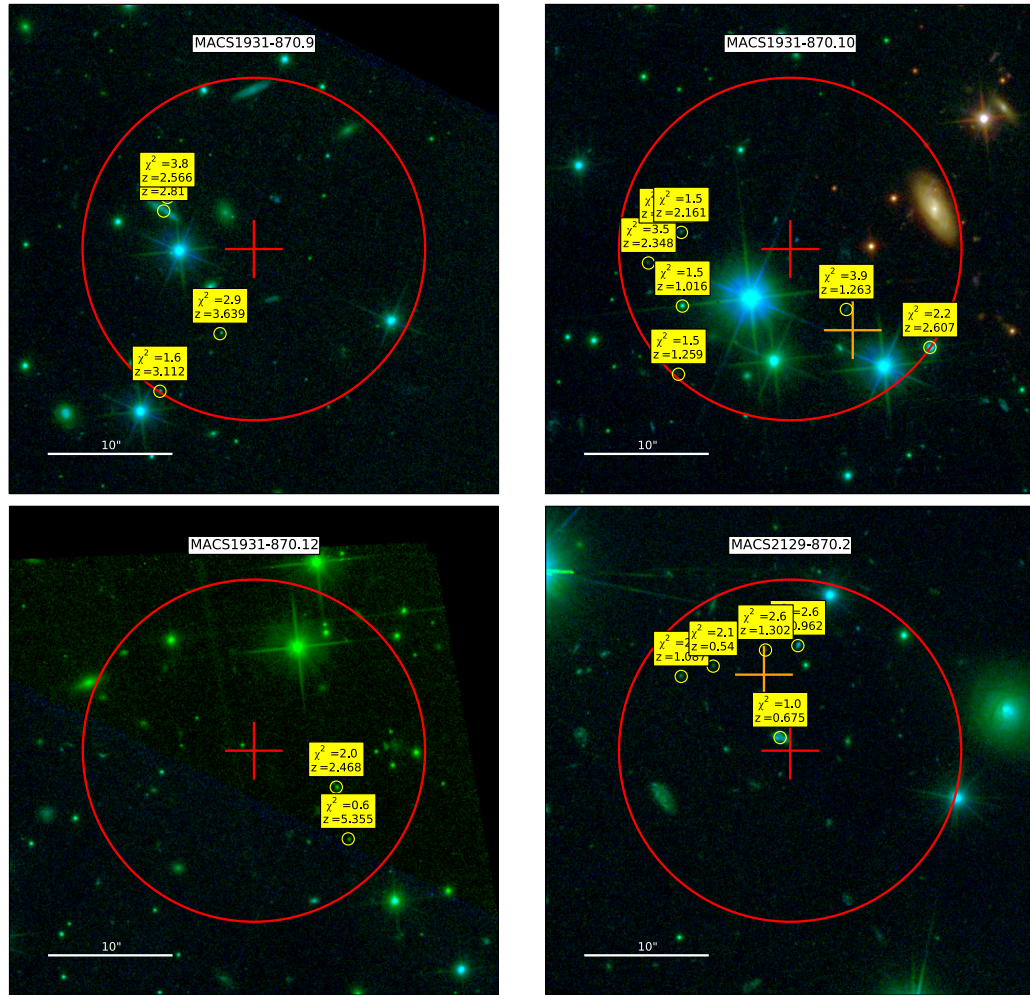 MACS1931-870.9
χ² =3.8
z=2.566
z=2.81
χ² =2.9
z=3.639
χ² =1.6
z=3.112
10"
MACS1931-870.10
χ² =1.5
z=2.161
χ² =3.5
z=2.348
χ² =1.5
z=1.016
χ² =3.9
z=1.263
χ² =2.2
z=2.607
χ² =1.5
z=1.259
10"
MACS1931-870.12
χ² =2.0
z=2.468
χ² =0.6
z=5.355
10"
MACS2129-870.2
χ² =2.6
z=1.302
2.6
0.962
χ² =2.1
z=0.54
z=1.087
χ² =1.0
z=0.675
10"